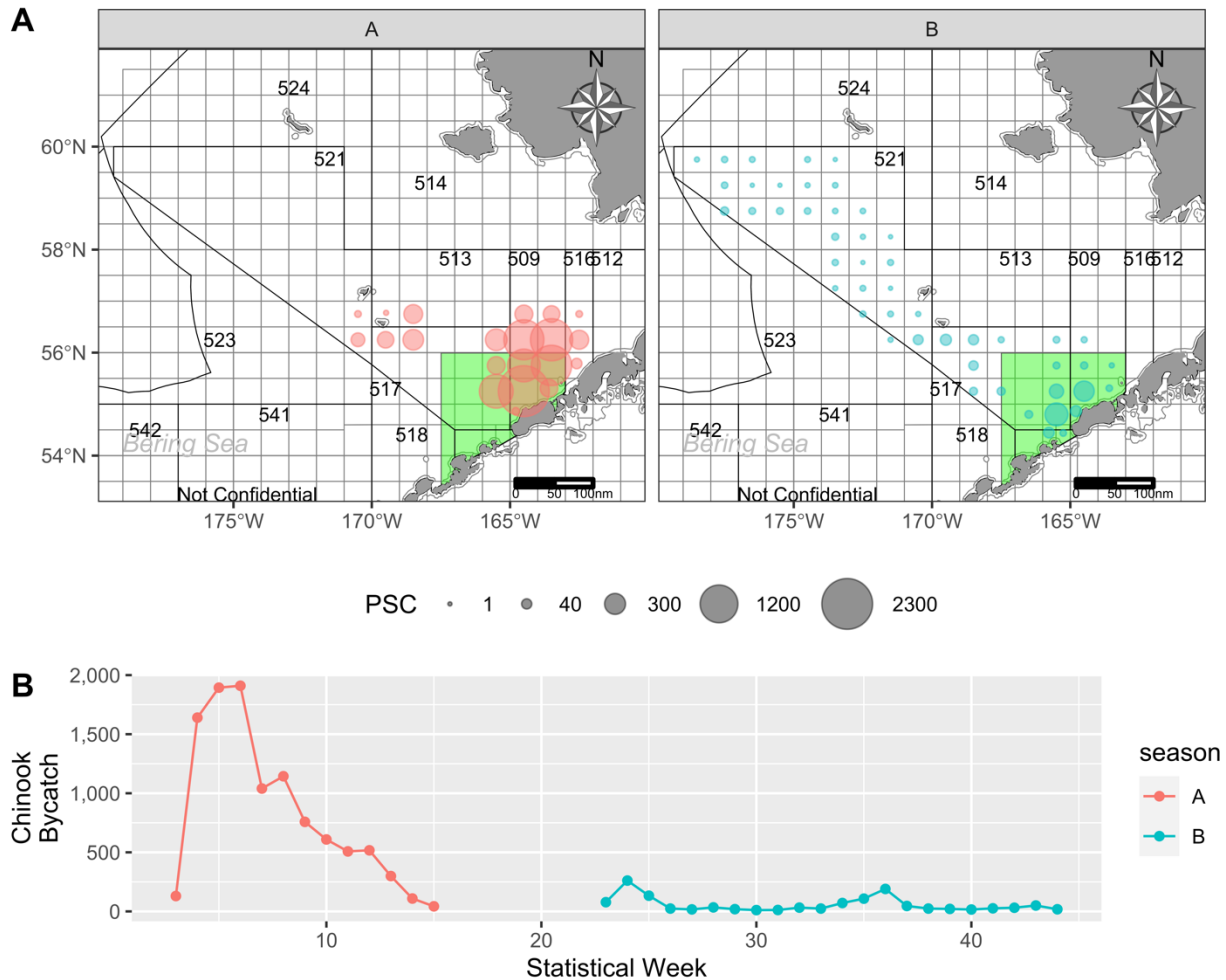 A
A
B
N
N
524
524
60°N
521
521
514
514
58°N
513
509
516
512
513
509
516
512
56°N
523
523
517
517
541
541
542
518
542
518
Bering Sea
Bering Sea
54°N
Not Confidential
0 50 100nm
Not Confidential
0 50 100nm
175°W
170°W
165°W
175°W
170°W
165°W
PSC
1
40
300
1200
2300
B
2,000
1,500
1,000
500
0
Chinook
Bycatch
10
20
30
40
Statistical Week
season
A
B